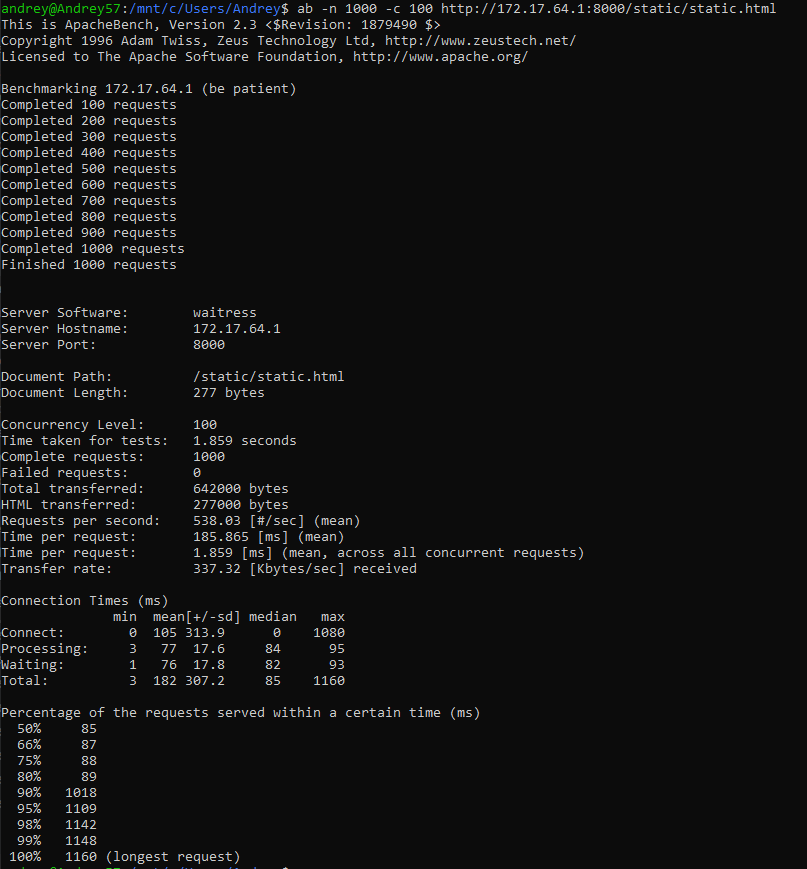 andrey@Andrey57:/mnt/c/Users/Andrey$ ab -n 1000 -c 100 http://172.17.64.1:8000/static/static.html
This is ApacheBench, Version 2.3 <$Revision: 1879490 $>
Copyright 1996 Adam Twiss, Zeus Technology Ltd, http://www.zeustech.net/
Licensed to The Apache Software Foundation, http://www.apache.org/

Benchmarking 172.17.64.1 (be patient)
Completed 100 requests
Completed 200 requests
Completed 300 requests
Completed 400 requests
Completed 500 requests
Completed 600 requests
Completed 700 requests
Completed 800 requests
Completed 900 requests
Completed 1000 requests
Finished 1000 requests

Server Software:        waitress
Server Hostname:        172.17.64.1
Server Port:            8000

Document Path:          /static/static.html
Document Length:        277 bytes

Concurrency Level:      100
Time taken for tests:   1.859 seconds
Complete requests:      1000
Failed requests:        0
Total transferred:      642000 bytes
HTML transferred:       277000 bytes
Requests per second:    538.03 [#/sec] (mean)
Time per request:       185.865 [ms] (mean)
Time per request:       1.859 [ms] (mean, across all concurrent requests)
Transfer rate:          337.32 [Kbytes/sec] received

Connection Times (ms)
              min  mean[+/-sd] median   max
Connect:        0  105 313.9      0    1080
Processing:     3   77  17.6     84      95
Waiting:        1   76  17.8     82      93
Total:          3  182 307.2     85    1160

Percentage of the requests served within a certain time (ms)
  50%     85
  66%     87
  75%     88
  80%     89
  90%   1018
  95%   1109
  98%   1142
  99%   1148
 100%   1160 (longest request)